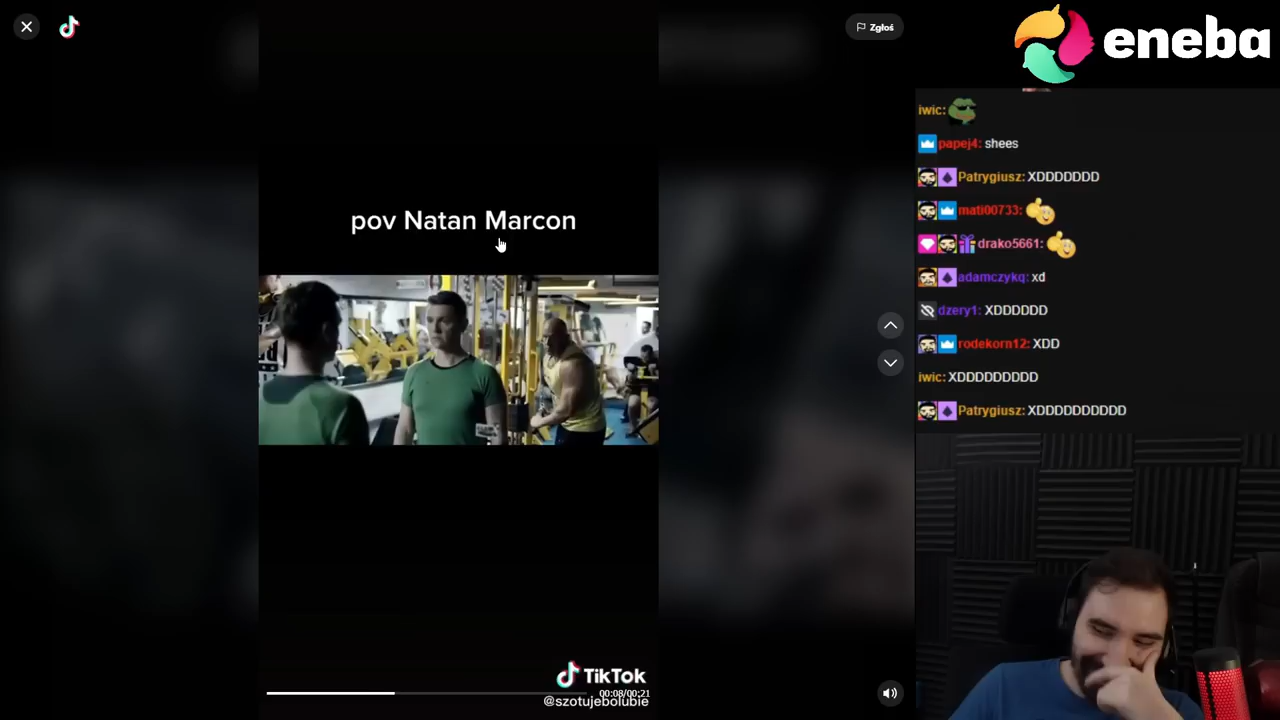 Zgłoś
eneba
iwic:
papej4: shees
Patrygiusz: XDDDDDDD
mati00733:
drako5661:
adamczykq: xd
dzery1: XDDDDDD
rodekorn12: XDD
iwic: XDDDDDDDDD
Patrygiusz: XDDDDDDDDDD
pov Natan Marcon
TikTok
00:08/00:21
@szotujebolubie